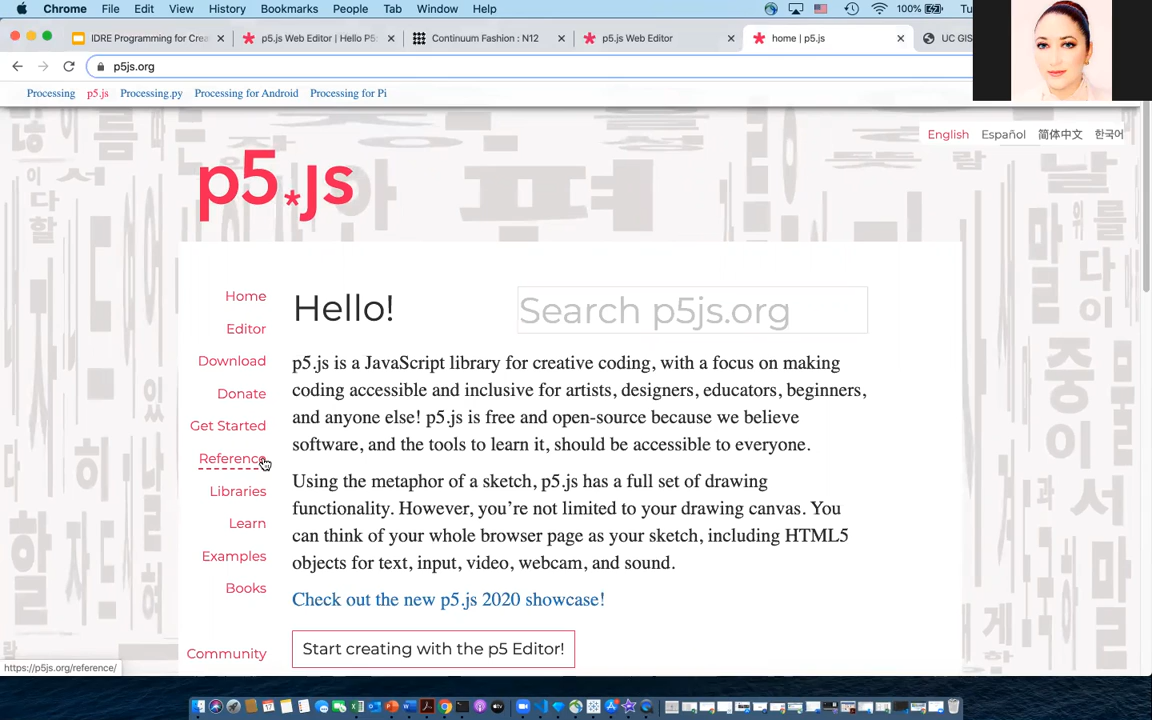 Chrome File Edit View History Bookmarks People Tab Window Help 100% Tu
IDRE Programming for Crea
p5.js Web Editor | Hello P5:
Continuum Fashion : N12
p5.js Web Editor
home | p5.js
UC GIS
p5js.org
Processing p5.js Processing.py Processing for Android Processing for Pi
English Español 简体中文 한국어
p5*js
Home
Editor
Download
Donate
Get Started
Reference
Libraries
Learn
Examples
Books
Community
Hello!
Search p5js.org
p5.js is a JavaScript library for creative coding, with a focus on making
coding accessible and inclusive for artists, designers, educators, beginners,
and anyone else! p5.js is free and open-source because we believe
software, and the tools to learn it, should be accessible to everyone.
Using the metaphor of a sketch, p5.js has a full set of drawing
functionality. However, you’re not limited to your drawing canvas. You
can think of your whole browser page as your sketch, including HTML5
objects for text, input, video, webcam, and sound.
Check out the new p5.js 2020 showcase!
Start creating with the p5 Editor!
https://p5js.org/reference/